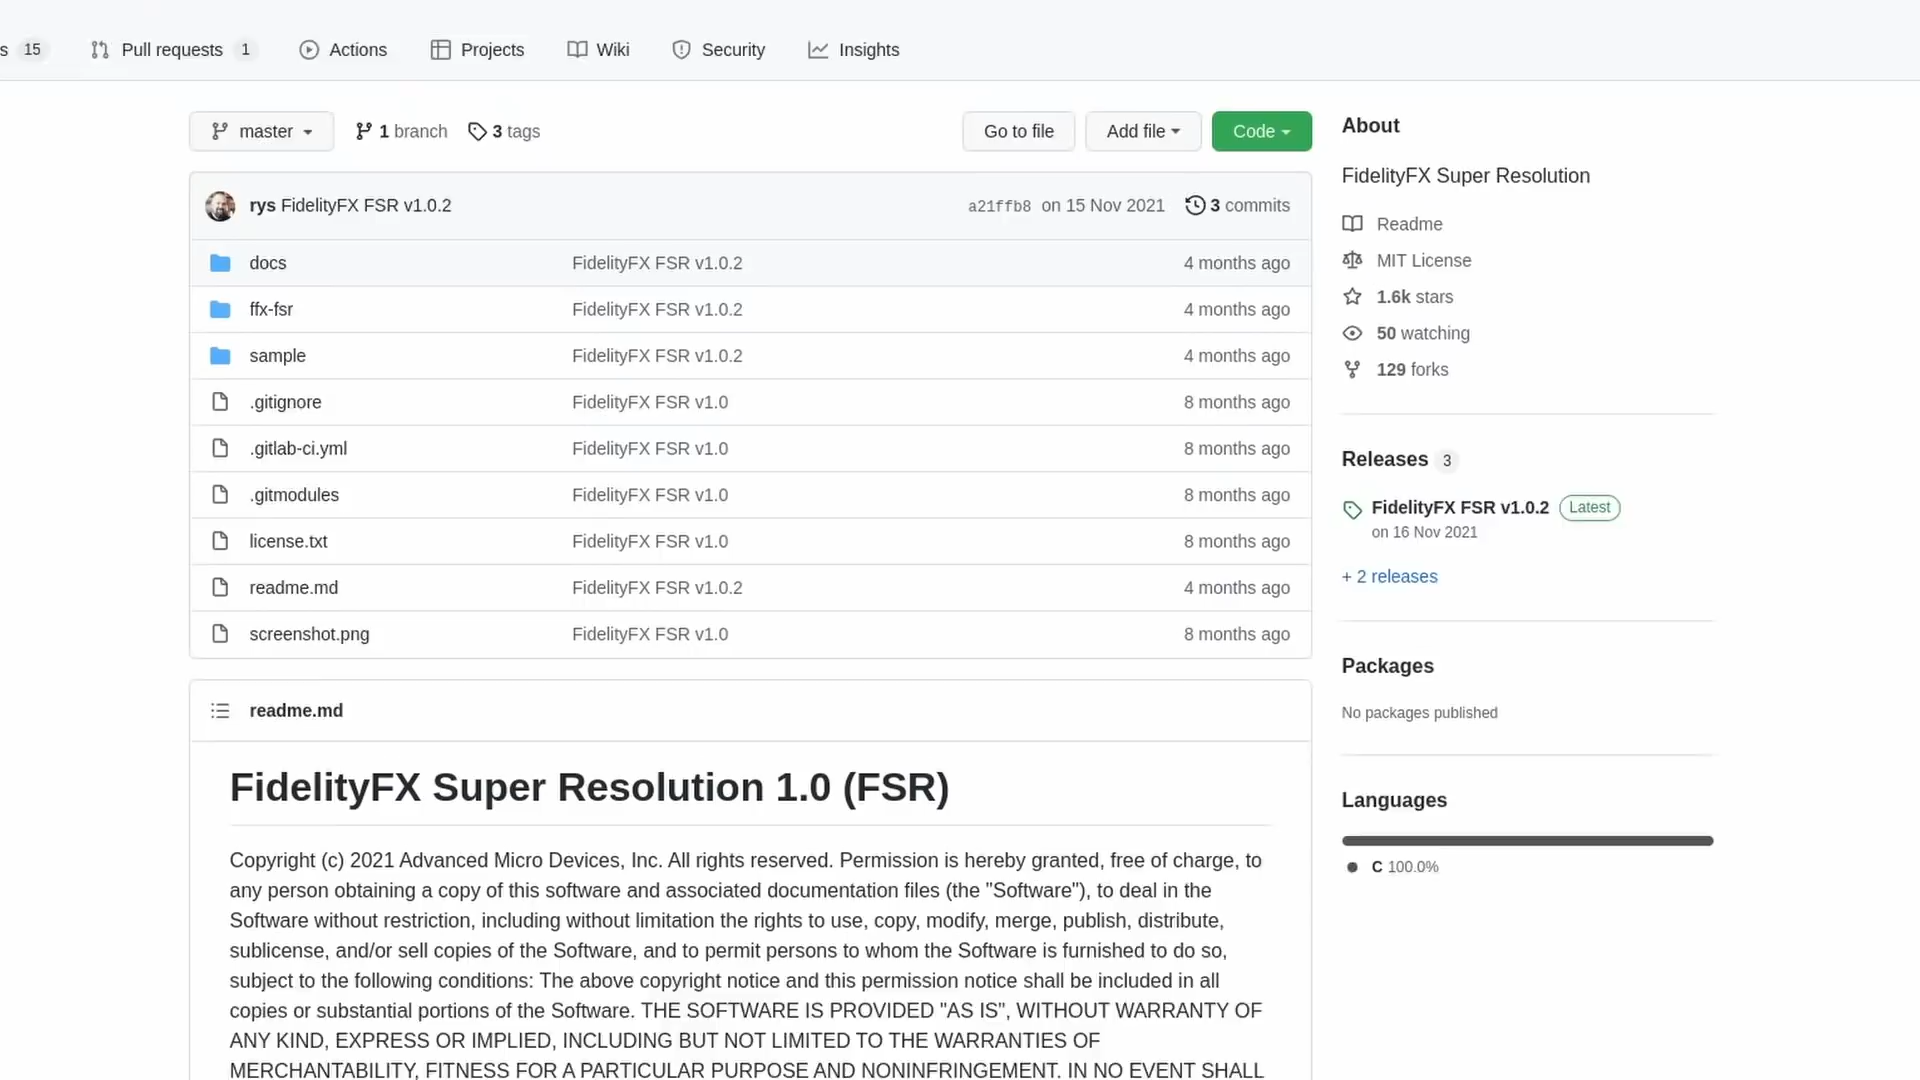 s 15 Pull requests 1 Actions Projects Wiki Security Insights
master 1 branch 3 tags Go to file Add file Code
rys FidelityFX FSR v1.0.2 a21ffb8 on 15 Nov 2021 3 commits
docs FidelityFX FSR v1.0.2 4 months ago
ffx-fsr FidelityFX FSR v1.0.2 4 months ago
sample FidelityFX FSR v1.0.2 4 months ago
.gitignore FidelityFX FSR v1.0 8 months ago
.gitlab-ci.yml FidelityFX FSR v1.0 8 months ago
.gitmodules FidelityFX FSR v1.0 8 months ago
license.txt FidelityFX FSR v1.0 8 months ago
readme.md FidelityFX FSR v1.0.2 4 months ago
screenshot.png FidelityFX FSR v1.0 8 months ago
readme.md
FidelityFX Super Resolution 1.0 (FSR)
Copyright (c) 2021 Advanced Micro Devices, Inc. All rights reserved. Permission is hereby granted, free of charge, to
any person obtaining a copy of this software and associated documentation files (the "Software"), to deal in the
Software without restriction, including without limitation the rights to use, copy, modify, merge, publish, distribute,
sublicense, and/or sell copies of the Software, and to permit persons to whom the Software is furnished to do so,
subject to the following conditions: The above copyright notice and this permission notice shall be included in all
copies or substantial portions of the Software. THE SOFTWARE IS PROVIDED "AS IS", WITHOUT WARRANTY OF
ANY KIND, EXPRESS OR IMPLIED, INCLUDING BUT NOT LIMITED TO THE WARRANTIES OF
MERCHANTABILITY, FITNESS FOR A PARTICULAR PURPOSE AND NONINFRINGEMENT. IN NO EVENT SHALL
About
FidelityFX Super Resolution
Readme
MIT License
1.6k stars
50 watching
129 forks
Releases 3
FidelityFX FSR v1.0.2 Latest
on 16 Nov 2021
+ 2 releases
Packages
No packages published
Languages
C 100.0%